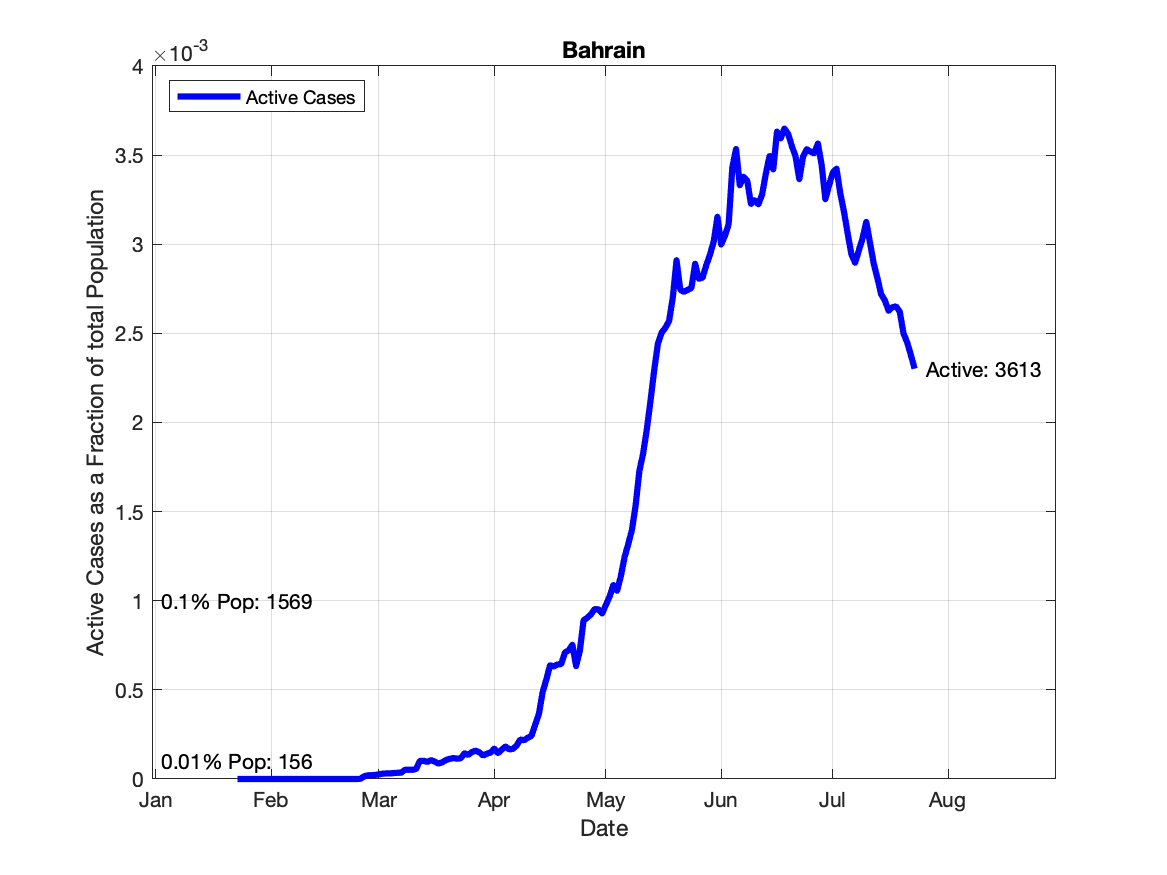 Bahrain
×10-3
Active Cases
4
3.5
3
2.5
2
1.5
1
0.5
0
Active Cases as a Fraction of total Population
Active: 3613
0.1% Pop: 1569
0.01% Pop: 156
Jan Feb Mar Apr May Jun Jul Aug
Date